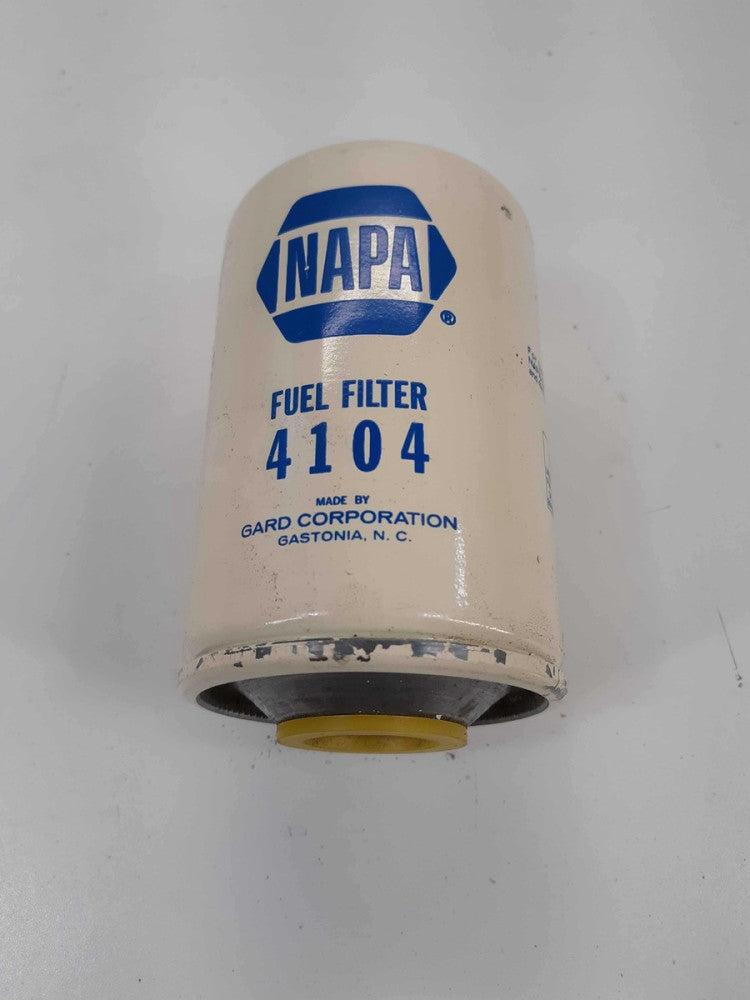 NAPA
®
FUEL FILTER
4104
MADE BY
GARD CORPORATION
GASTONIA, N. C.